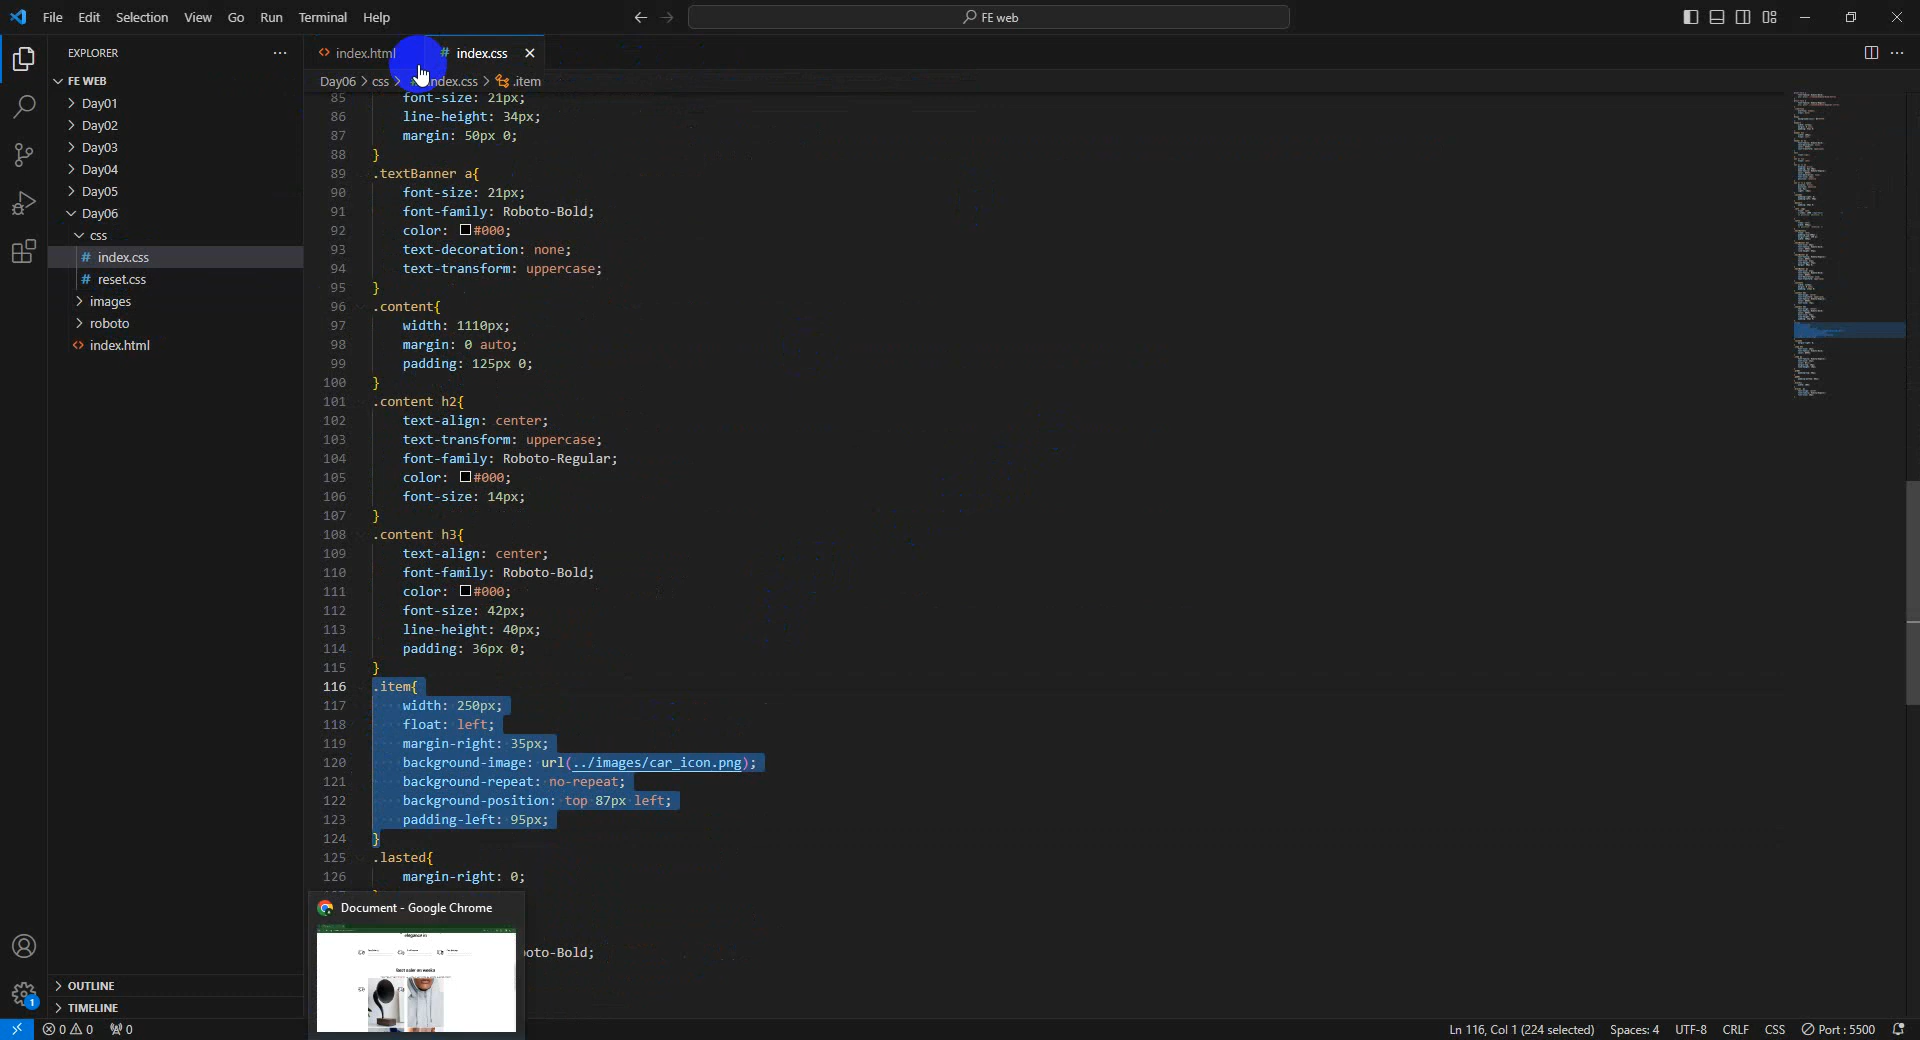 File Edit Selection View Go Run Terminal Help
FE web
EXPLORER
FE WEB
Day01
Day02
Day03
Day04
Day05
Day06
css
# index.css
# reset.css
images
roboto
index.html
OUTLINE
TIMELINE
index.html
# index.css
Day06 > css > index.css > .item
85 font-size: 21px;
86 line-height: 34px;
87 margin: 50px 0;
88 }
89 .textBanner a{
90 font-size: 21px;
91 font-family: Roboto-Bold;
92 color: #000;
93 text-decoration: none;
94 text-transform: uppercase;
95 }
96 .content{
97 width: 1110px;
98 margin: 0 auto;
99 padding: 125px 0;
100 }
101 .content h2{
102 text-align: center;
103 text-transform: uppercase;
104 font-family: Roboto-Regular;
105 color: #000;
106 font-size: 14px;
107 }
108 .content h3{
109 text-align: center;
110 font-family: Roboto-Bold;
111 color: #000;
112 font-size: 42px;
113 line-height: 40px;
114 padding: 36px 0;
115 }
116 .item{
117 width: 250px;
118 float: left;
119 margin-right: 35px;
120 background-image: url(../images/car_icon.png);
121 background-repeat: no-repeat;
122 background-position: top 87px left;
123 padding-left: 95px;
124 }
125 .lasted{
126 margin-right: 0;
Document - Google Chrome
elegance in
Best saler en weeks
oto-Bold;
1
0 0 0
Ln 116, Col 1 (224 selected) Spaces: 4 UTF-8 CRLF CSS Port : 5500